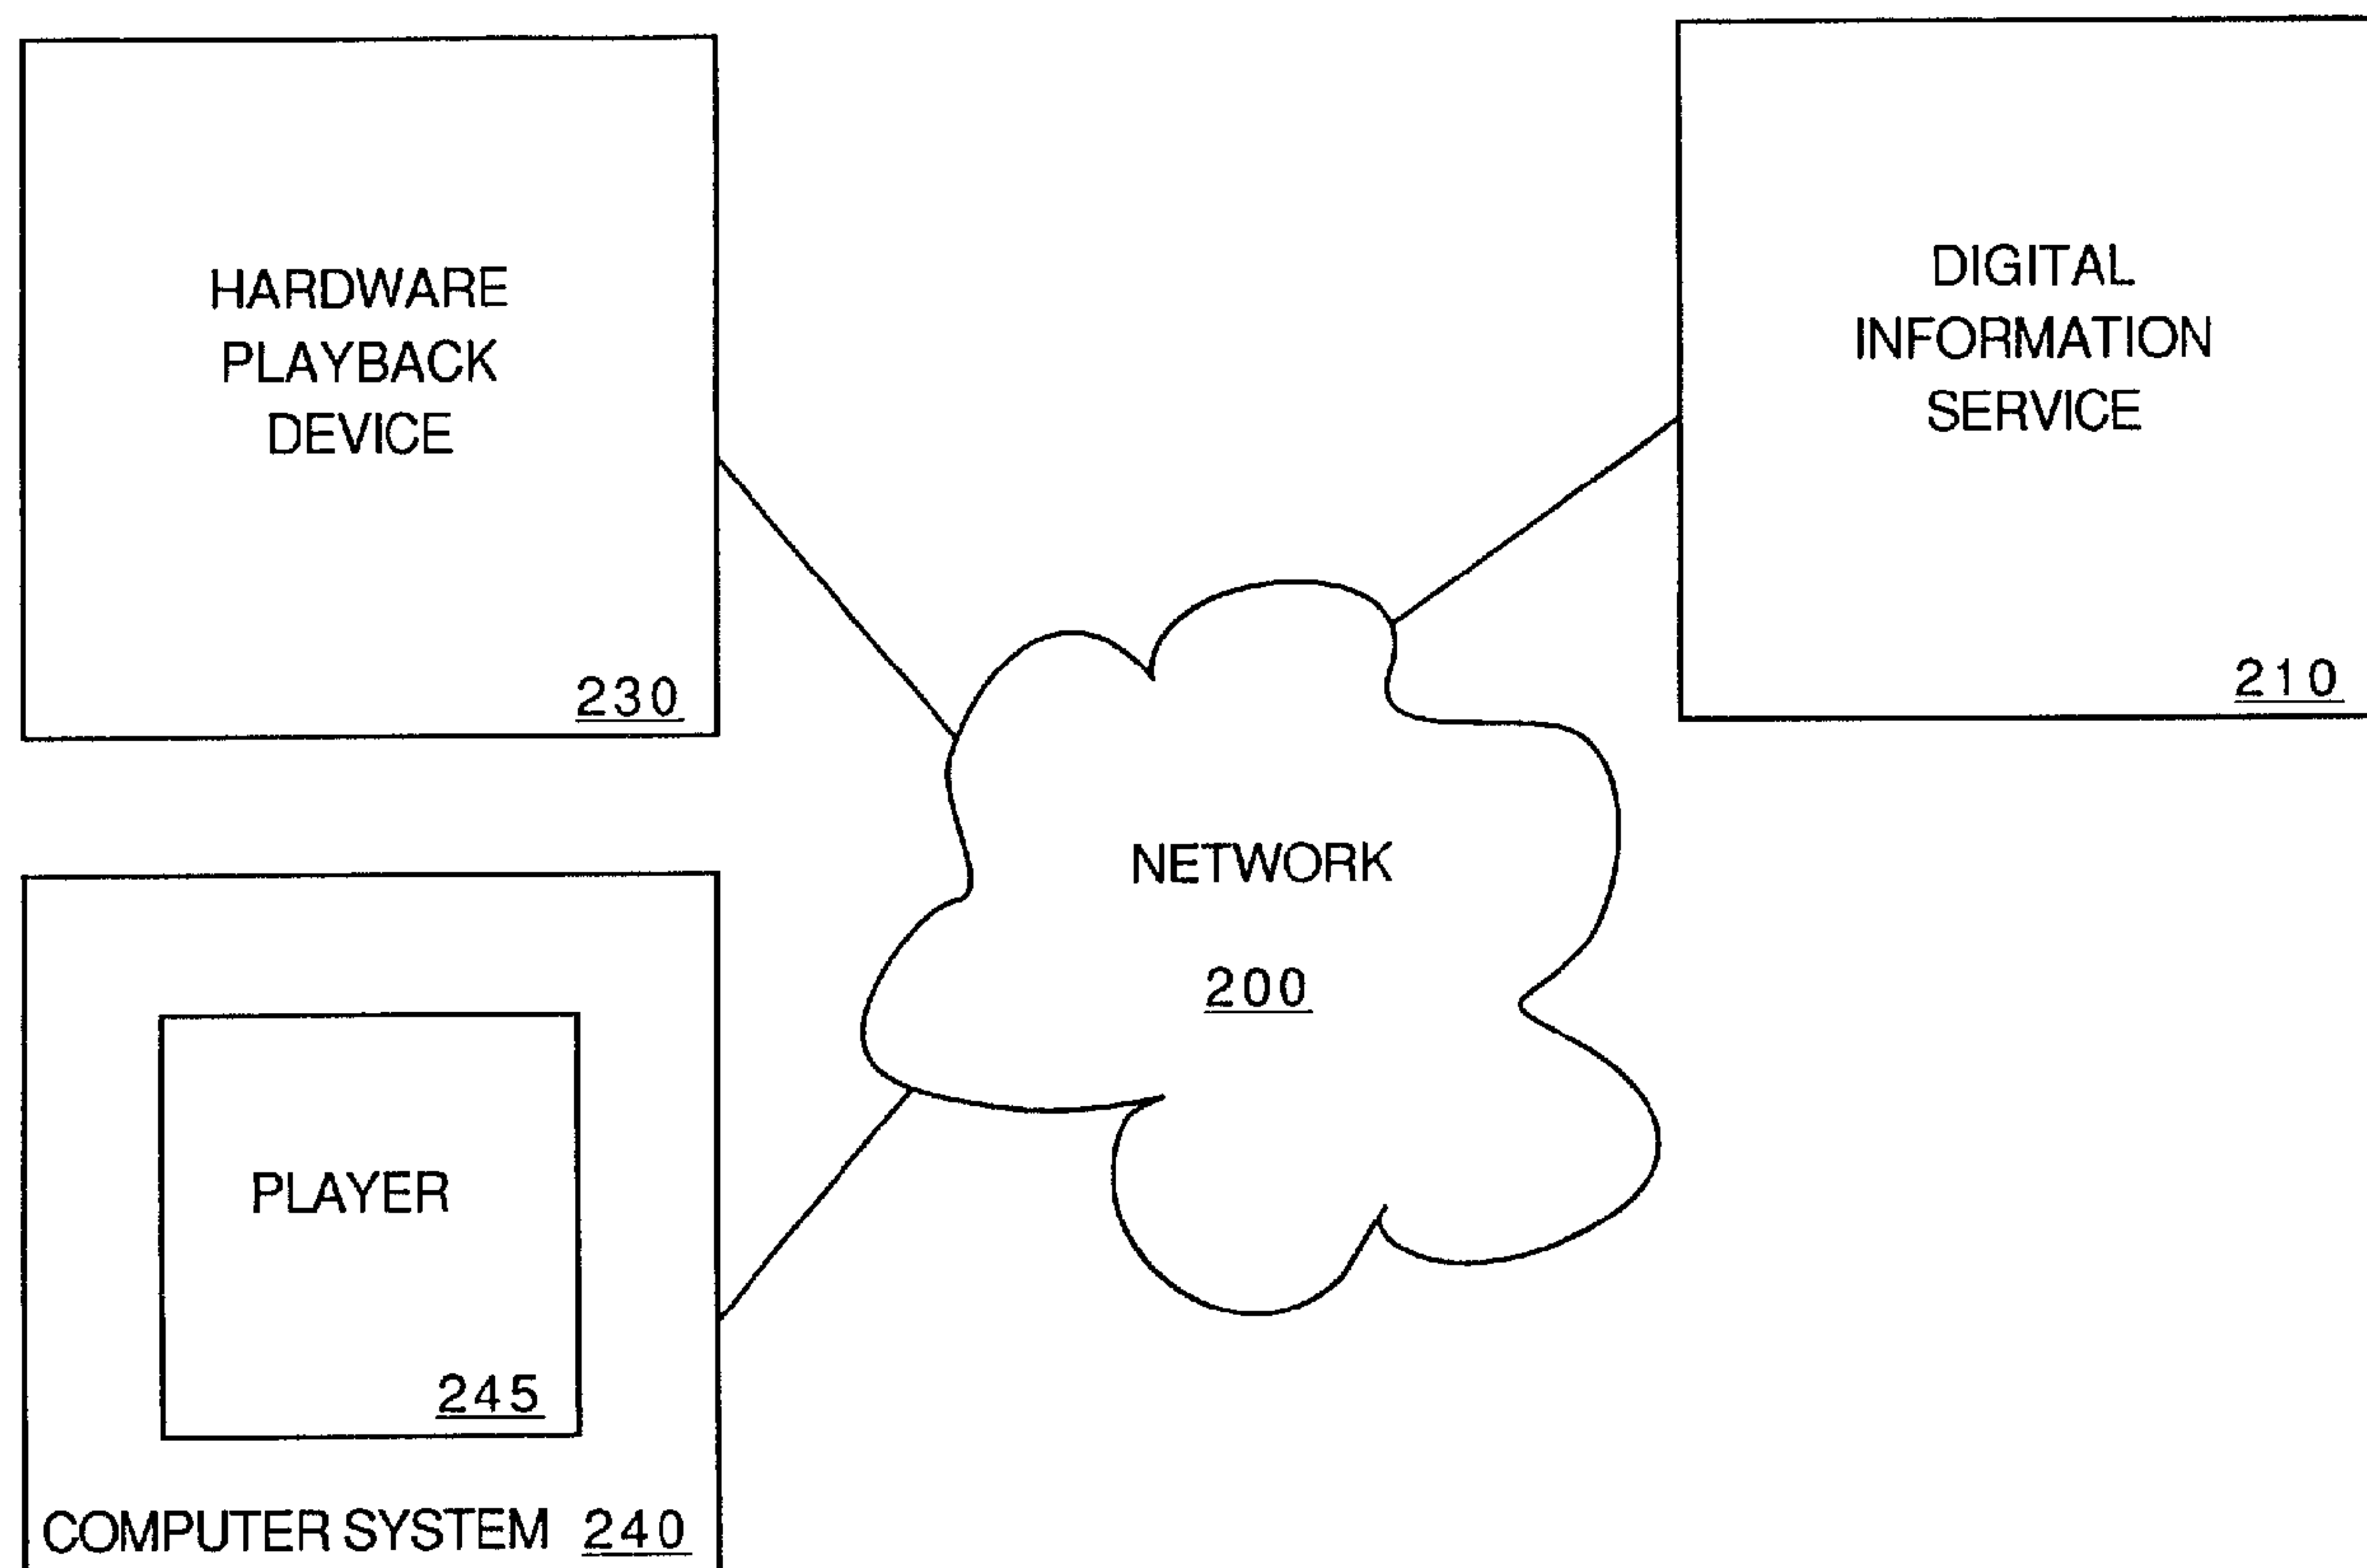 HARDWARE
PLAYBACK
DEVICE
230
DIGITAL
INFORMATION
SERVICE
210
NETWORK
200
PLAYER
245
COMPUTER SYSTEM 240